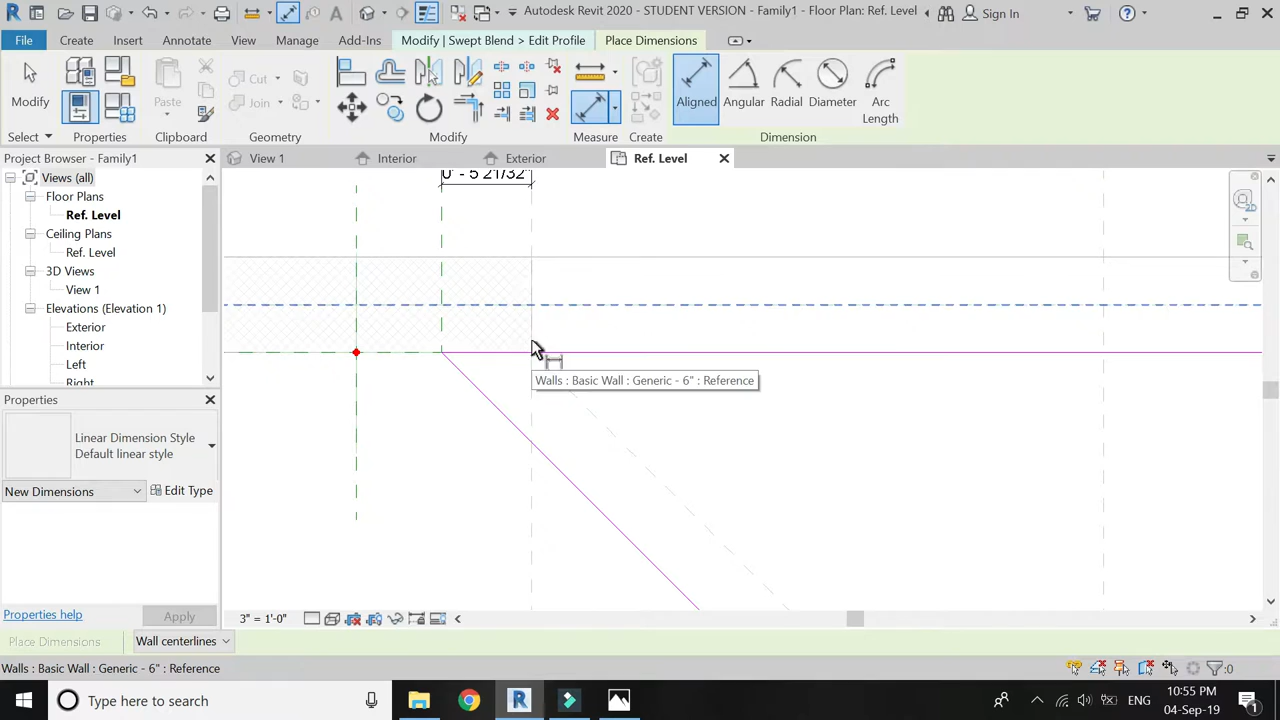 Autodesk Revit 2020 - STUDENT VERSION - Family1 - Floor Plan: Ref. Level
Sign In
File Create Insert Annotate View Manage Add-Ins Modify | Swept Blend > Edit Profile Place Dimensions
Modify
Paste
Cut
Join
Aligned Angular Radial Diameter Arc Length
Select Properties Clipboard Geometry Modify Measure Create Dimension
Project Browser - Family1
View 1 Interior Exterior Ref. Level
Views (all)
Floor Plans
Ref. Level
Ceiling Plans
Ref. Level
3D Views
View 1
Elevations (Elevation 1)
Exterior
Interior
Left
Right
0' - 5 21/32"
Walls : Basic Wall : Generic - 6" : Reference
Properties
Linear Dimension Style
Default linear style
New Dimensions Edit Type
Properties help Apply
3" = 1'-0"
Place Dimensions Wall centerlines
Walls : Basic Wall : Generic - 6" : Reference :0
Type here to search
ENG
10:55 PM
04-Sep-19
1